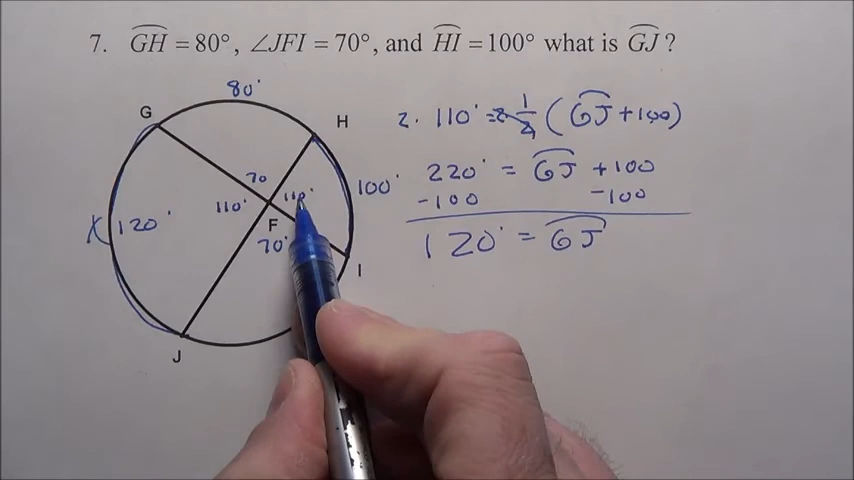 7. GH = 80°, ∠JFI = 70°, and HI = 100° what is GJ ?
80°
G
H
2 · 110° = 2 · 1/2 ( GJ + 100 )
70
220° = GJ + 100
110°
110°
100°
-100 -100
X 120°
F
70°
120° = GJ
I
J